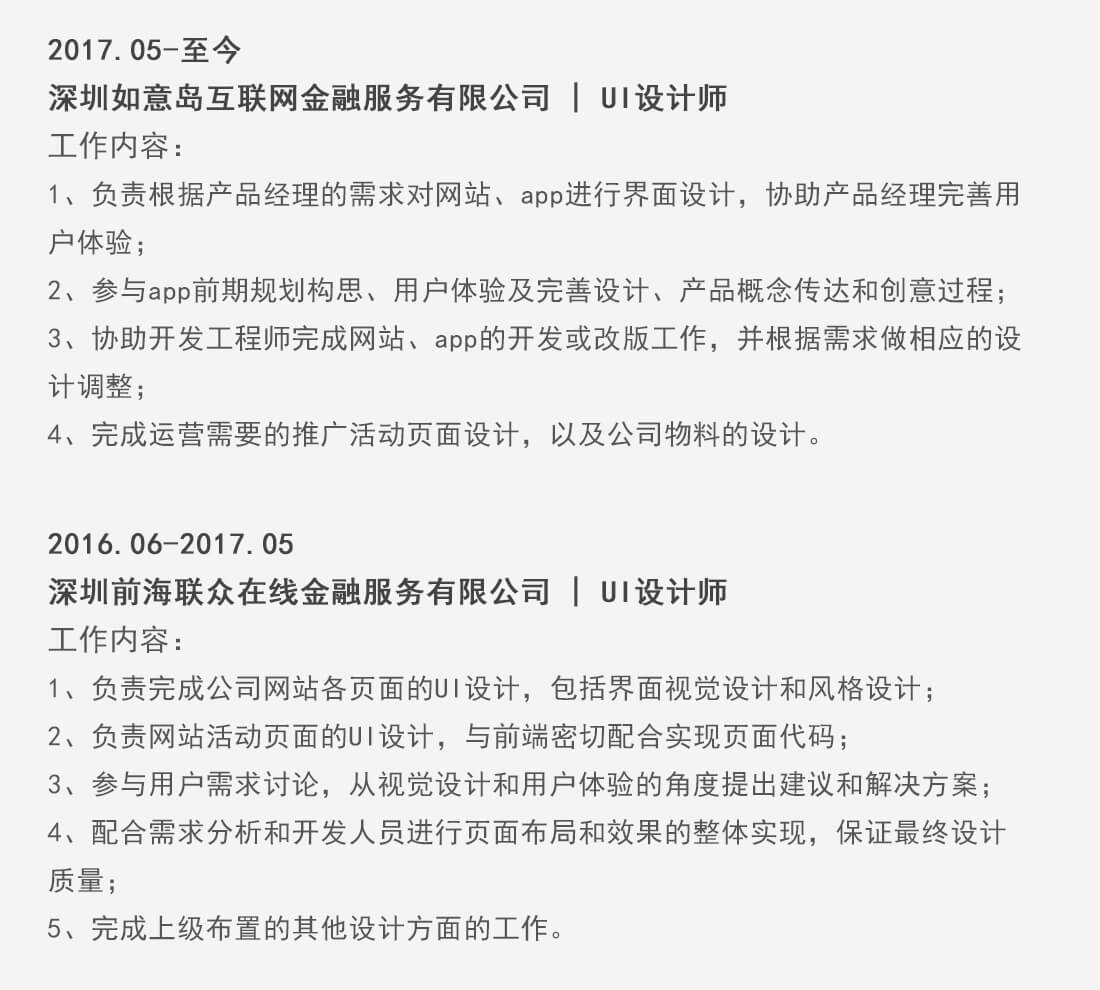 2017.05-至今
深圳如意岛互联网金融服务有限公司 | UI设计师
工作内容：
1、负责根据产品经理的需求对网站、app进行界面设计，协助产品经理完善用
户体验；
2、参与app前期规划构思、用户体验及完善设计、产品概念传达和创意过程；
3、协助开发工程师完成网站、app的开发或改版工作，并根据需求做相应的设
计调整；
4、完成运营需要的推广活动页面设计，以及公司物料的设计。
2016.06-2017.05
深圳前海联众在线金融服务有限公司 | UI设计师
工作内容：
1、负责完成公司网站各页面的UI设计，包括界面视觉设计和风格设计；
2、负责网站活动页面的UI设计，与前端密切配合实现页面代码；
3、参与用户需求讨论，从视觉设计和用户体验的角度提出建议和解决方案；
4、配合需求分析和开发人员进行页面布局和效果的整体实现，保证最终设计
质量；
5、完成上级布置的其他设计方面的工作。